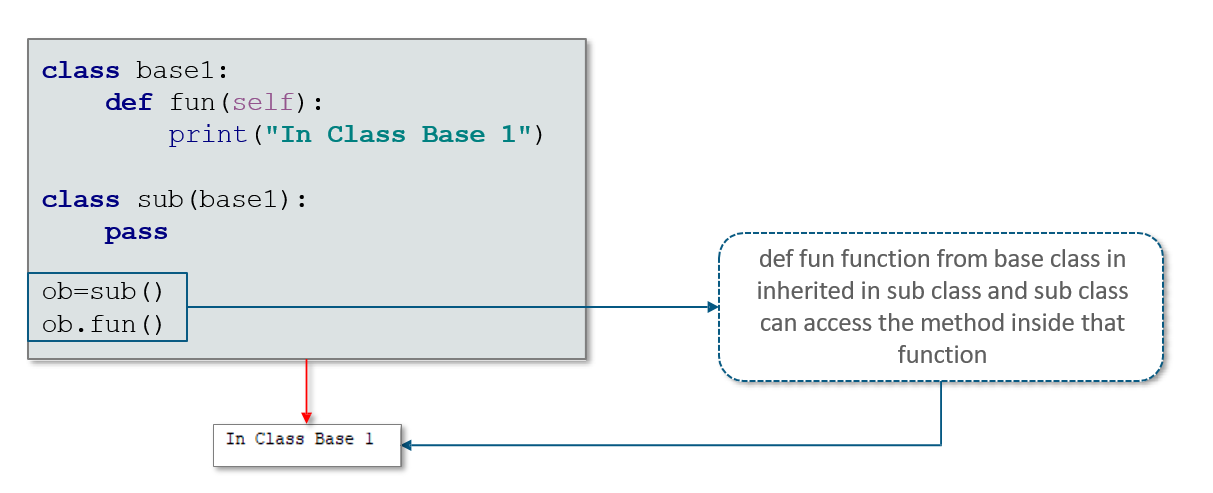 class base1:
    def fun(self):
        print("In Class Base 1")
class sub(base1):
    pass
ob=sub()
ob.fun()
def fun function from base class in
inherited in sub class and sub class
can access the method inside that
function
In Class Base 1